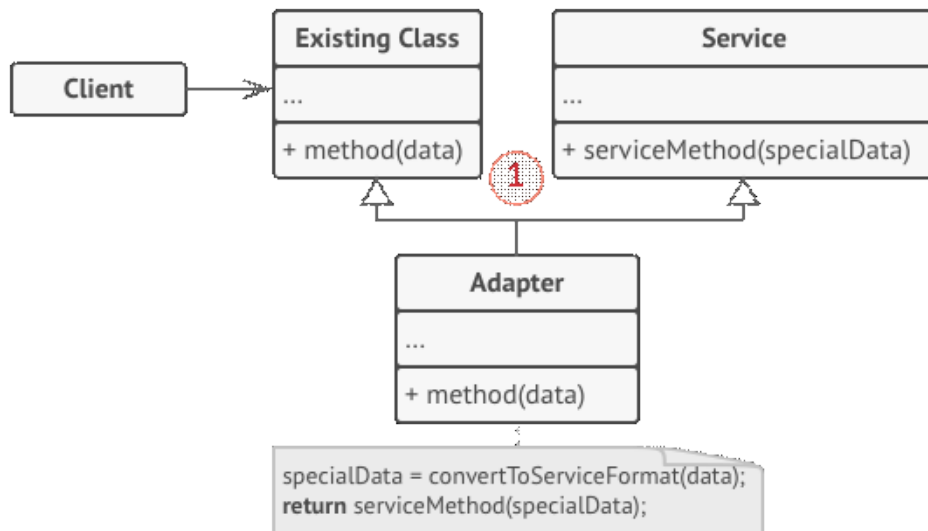 Client
Existing Class
...
+ method(data)
Service
...
+ serviceMethod(specialData)
1
Adapter
...
+ method(data)
specialData = convertToServiceFormat(data);
return serviceMethod(specialData);